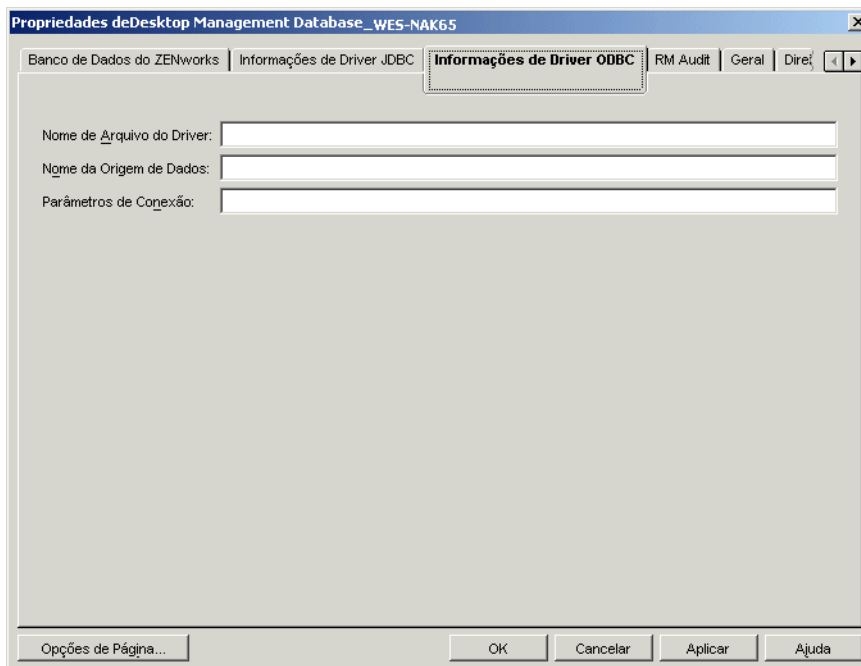 Propriedades deDesktop Management Database_WES-NAK65
Banco de Dados do ZENworks Informações de Driver JDBC Informações de Driver ODBC RM Audit Geral Direi
Nome de Arquivo do Driver:
Nome da Origem de Dados:
Parâmetros de Conexão:
Opções de Página... OK Cancelar Aplicar Ajuda